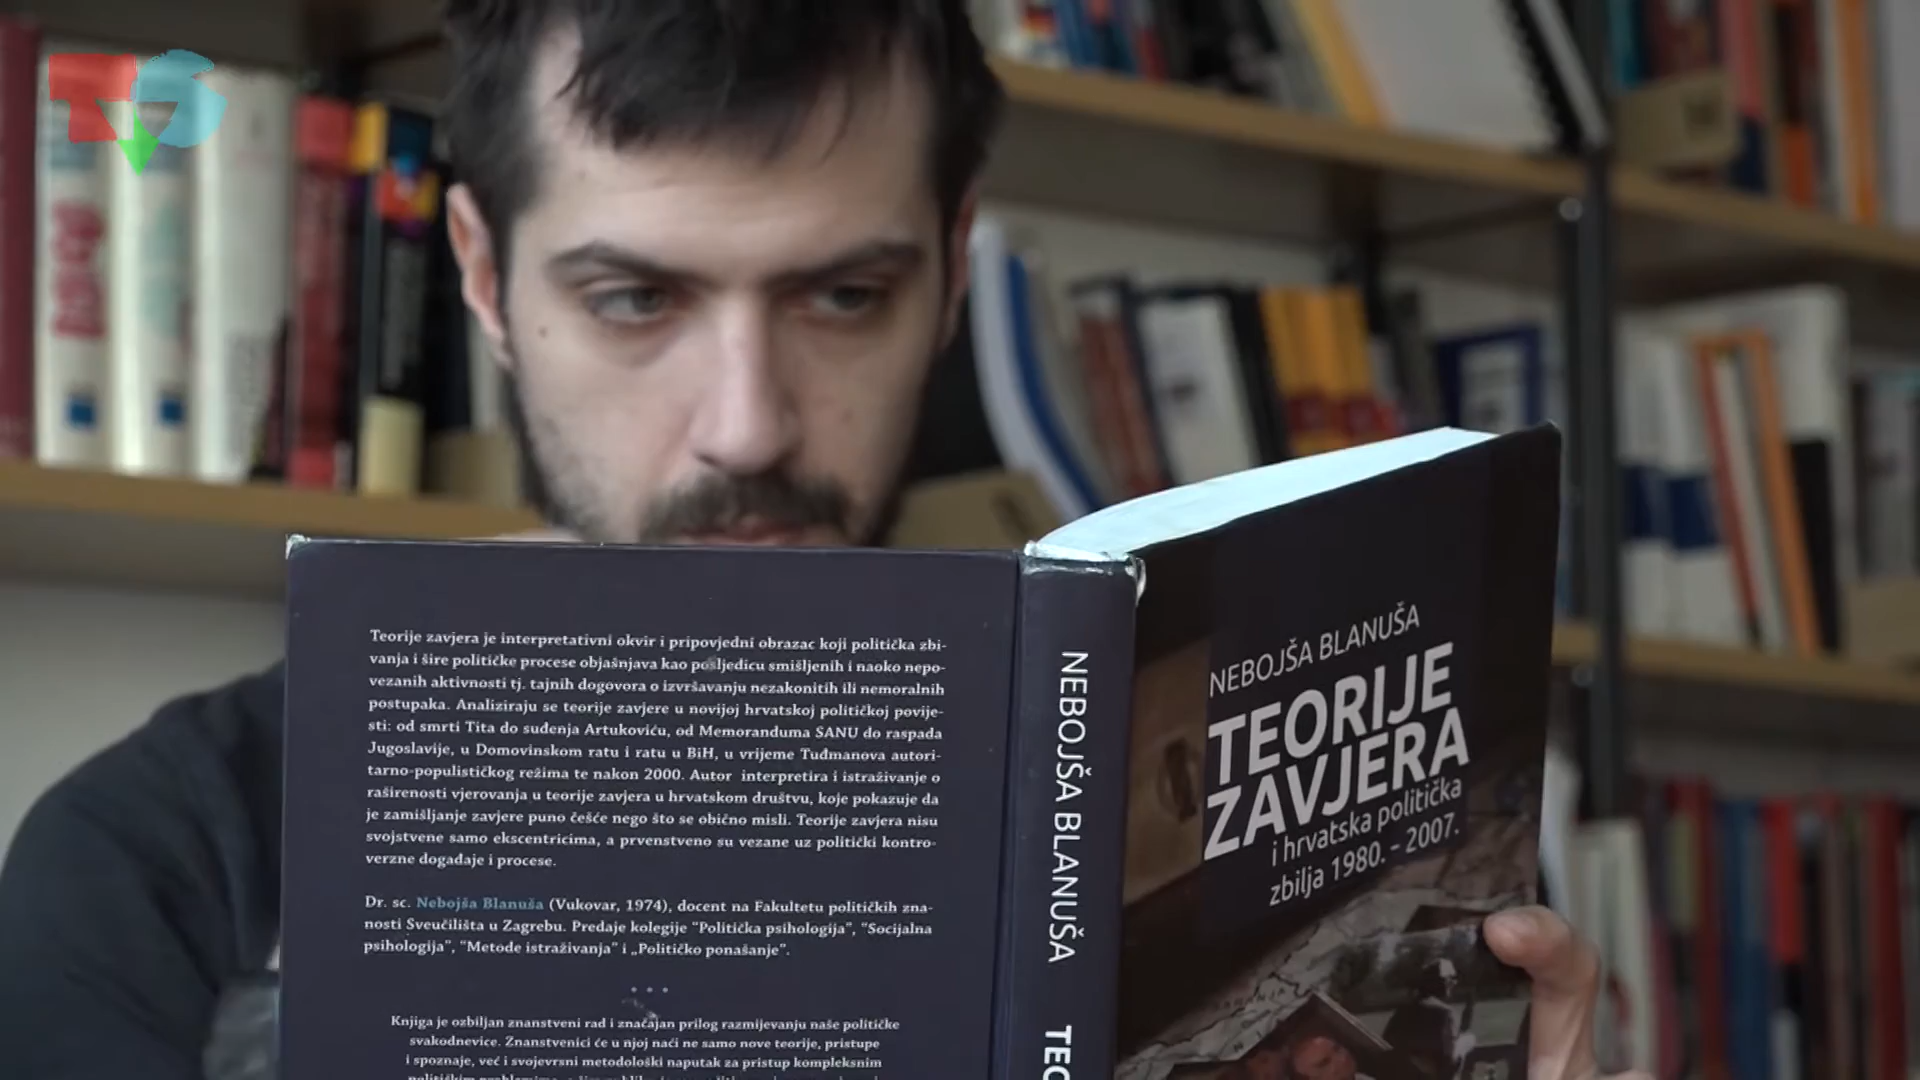 Teorije zavjera je interpretativni okvir i pripovjedni obrazac koji politička zbi-
vanja i šire političke procese objašnjava kao posljedicu smišljenih i naoko nepo-
vezanih aktivnosti tj. tajnih dogovora o izvršavanju nezakonitih ili nemoralnih
postupaka. Analiziraju se teorije zavjere u novijoj hrvatskoj političkoj povije-
sti: od smrti Tita do suđenja Artukoviću, od Memoranduma SANU do raspada
Jugoslavije, u Domovinskom ratu i ratu u BiH, u vrijeme Tuđmanova autori-
tarno-populističkog režima te nakon 2000. Autor interpretira i istraživanje o
raširenosti vjerovanja u teorije zavjera u hrvatskom društvu, koje pokazuje da
je zamišljanje zavjere puno češće nego što se obično misli. Teorije zavjera nisu
svojstvene samo ekscentricima, a prvenstveno su vezane uz politički kontro-
verzne događaje i procese.
Dr. sc. Nebojša Blanuša (Vukovar, 1974), docent na Fakultetu političkih zna-
nosti Sveučilišta u Zagrebu. Predaje kolegije "Politička psihologija", "Socijalna
psihologija", "Metode istraživanja" i „Političko ponašanje".
Knjiga je ozbiljan znanstveni rad i značajan prilog razmijevanju naše političke
svakodnevice. Znanstvenici će u njoj naći ne samo nove teorije, pristupe
i spoznaje, već i svojevrsni metodološki naputak za pristup kompleksnim
NEBOJŠA BLANUŠA TEO
NEBOJŠA BLANUŠA
TEORIJE
ZAVJERA
i hrvatska politička
zbilja 1980. - 2007.